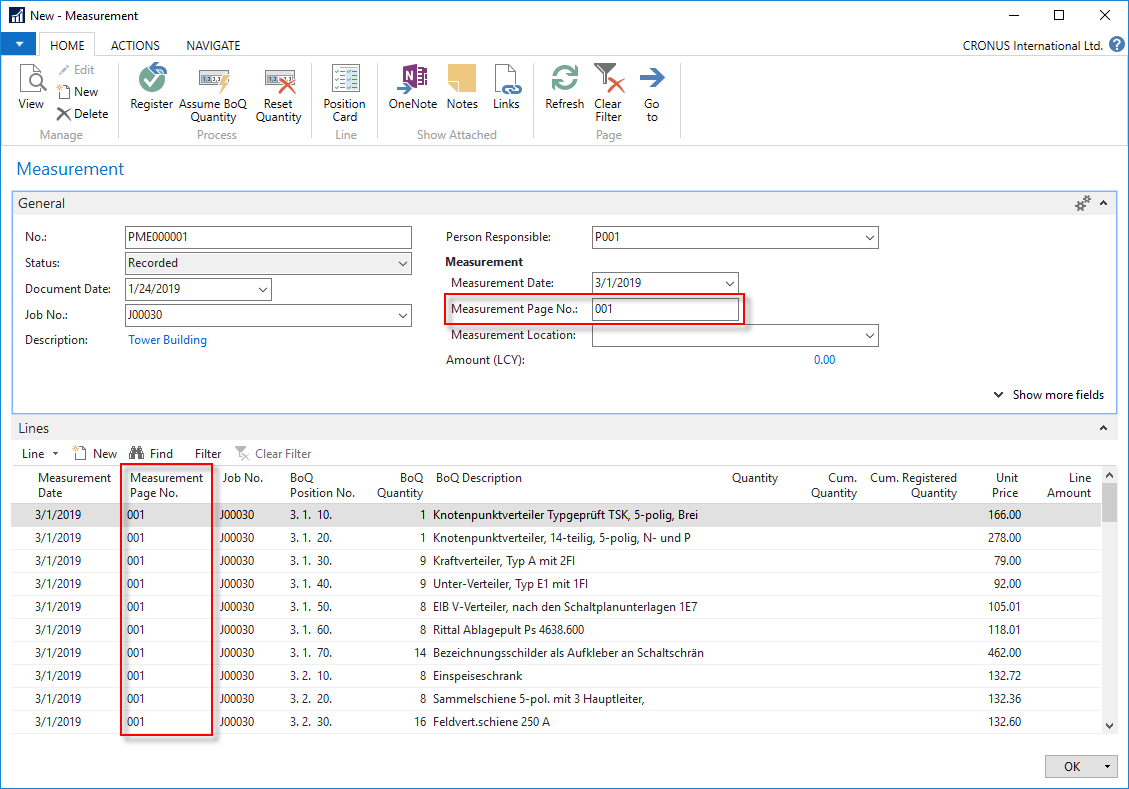 New - Measurement
HOME ACTIONS NAVIGATE CRONUS International Ltd. ?
View
Edit
New
Delete
Manage
Register
Assume BoQ Quantity
Reset Quantity
Process
Position Card
Line
OneNote
Notes
Links
Show Attached
Refresh
Clear Filter
Go to
Page
Measurement
General
No.: PME000001
Status: Recorded
Document Date: 1/24/2019
Job No.: J00030
Description: Tower Building
Person Responsible: P001
Measurement
Measurement Date: 3/1/2019
Measurement Page No.: 001
Measurement Location:
Amount (LCY): 0.00
Show more fields
Lines
Line New Find Filter Clear Filter
Measurement Date Measurement Page No. Job No. BoQ Position No. BoQ Quantity BoQ Description Quantity Cum. Quantity Cum. Registered Quantity Unit Price Line Amount
3/1/2019 001 J00030 3. 1. 10. 1 Knotenpunktverteiler Typgeprüft TSK, 5-polig, Brei 166.00
3/1/2019 001 J00030 3. 1. 20. 1 Knotenpunktverteiler, 14-teilig, 5-polig, N- und P 278.00
3/1/2019 001 J00030 3. 1. 30. 9 Kraftverteiler, Typ A mit 2Fl 79.00
3/1/2019 001 J00030 3. 1. 40. 9 Unter-Verteiler, Typ E1 mit 1Fl 92.00
3/1/2019 001 J00030 3. 1. 50. 8 EIB V-Verteiler, nach den Schaltplanunterlagen 1E7 105.01
3/1/2019 001 J00030 3. 1. 60. 8 Rittal Ablagepult Ps 4638.600 118.01
3/1/2019 001 J00030 3. 1. 70. 14 Bezeichnungsschilder als Aufkleber an Schaltschrän 462.00
3/1/2019 001 J00030 3. 2. 10. 8 Einspeiseschrank 132.72
3/1/2019 001 J00030 3. 2. 20. 8 Sammelschiene 5-pol. mit 3 Hauptleiter, 132.36
3/1/2019 001 J00030 3. 2. 30. 16 Feldvert.schiene 250 A 132.60
OK